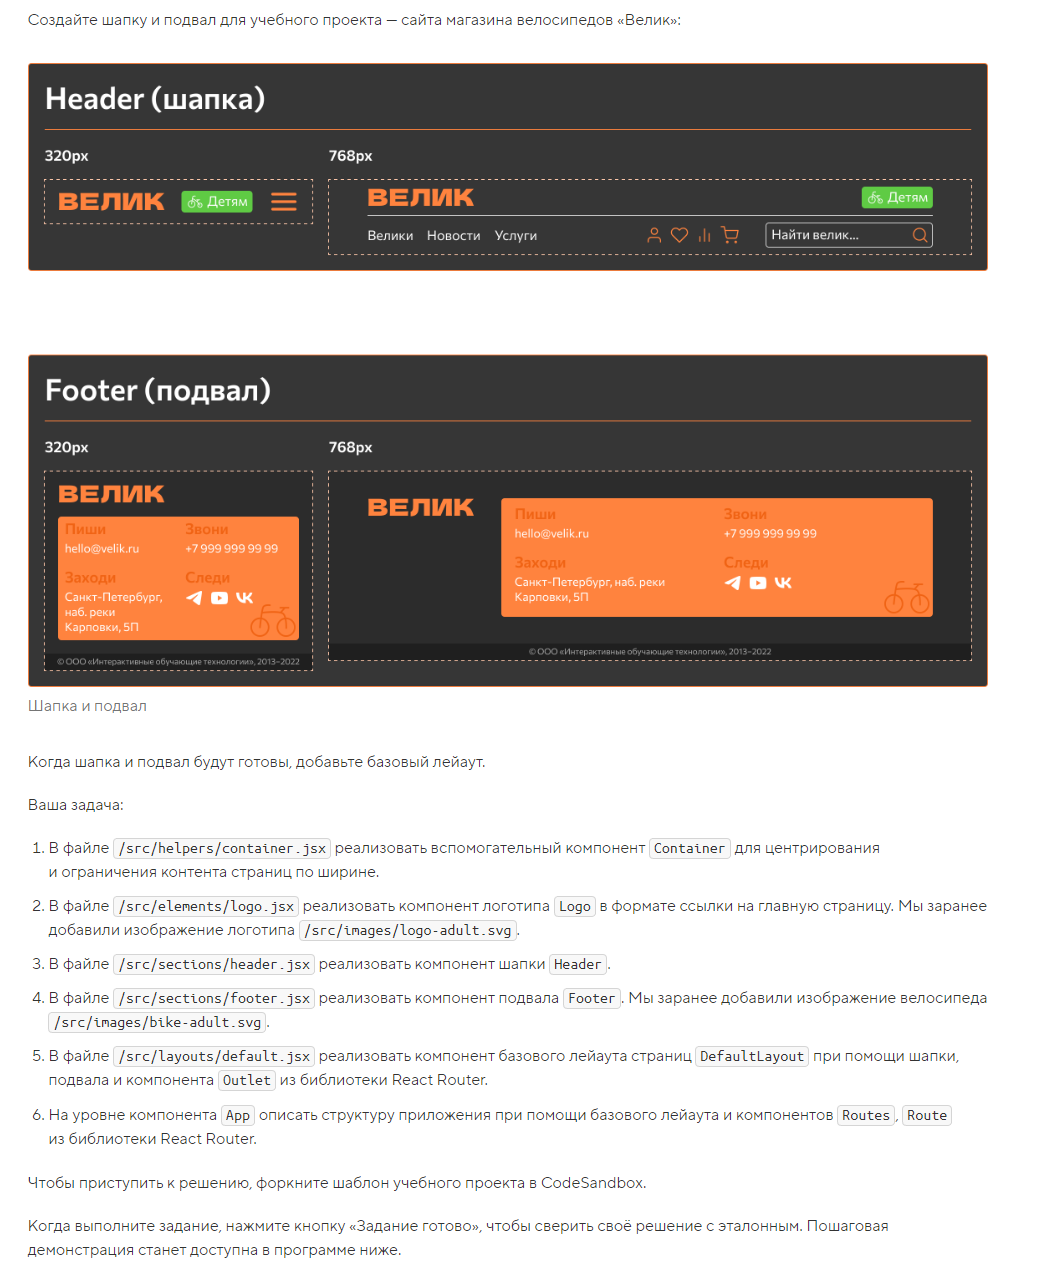 Создайте шапку и подвал для учебного проекта — сайта магазина велосипедов «Велик»:
Header (шапка)
320px
768px
ВЕЛИК
Детям
ВЕЛИК
Детям
Велики Новости Услуги
Найти велик...
Footer (подвал)
320px
768px
ВЕЛИК
Пиши
Звони
hello@velik.ru
+7 999 999 99 99
Заходи
Следи
Санкт-Петербург,
наб. реки
Карповки, 5П
© ООО «Интерактивные обучающие технологии», 2013–2022
ВЕЛИК
Пиши
Звони
hello@velik.ru
+7 999 999 99 99
Заходи
Следи
Санкт-Петербург, наб. реки
Карповки, 5П
© ООО «Интерактивные обучающие технологии», 2013–2022
Шапка и подвал
Когда шапка и подвал будут готовы, добавьте базовый лейаут.
Ваша задача:
1. В файле /src/helpers/container.jsx реализовать вспомогательный компонент Container для центрирования
и ограничения контента страниц по ширине.
2. В файле /src/elements/logo.jsx реализовать компонент логотипа Logo в формате ссылки на главную страницу. Мы заранее
добавили изображение логотипа /src/images/logo-adult.svg.
3. В файле /src/sections/header.jsx реализовать компонент шапки Header.
4. В файле /src/sections/footer.jsx реализовать компонент подвала Footer. Мы заранее добавили изображение велосипеда
/src/images/bike-adult.svg.
5. В файле /src/layouts/default.jsx реализовать компонент базового лейаута страниц DefaultLayout при помощи шапки,
подвала и компонента Outlet из библиотеки React Router.
6. На уровне компонента App описать структуру приложения при помощи базового лейаута и компонентов Routes, Route
из библиотеки React Router.
Чтобы приступить к решению, форкните шаблон учебного проекта в CodeSandbox.
Когда выполните задание, нажмите кнопку «Задание готово», чтобы сверить своё решение с эталонным. Пошаговая
демонстрация станет доступна в программе ниже.